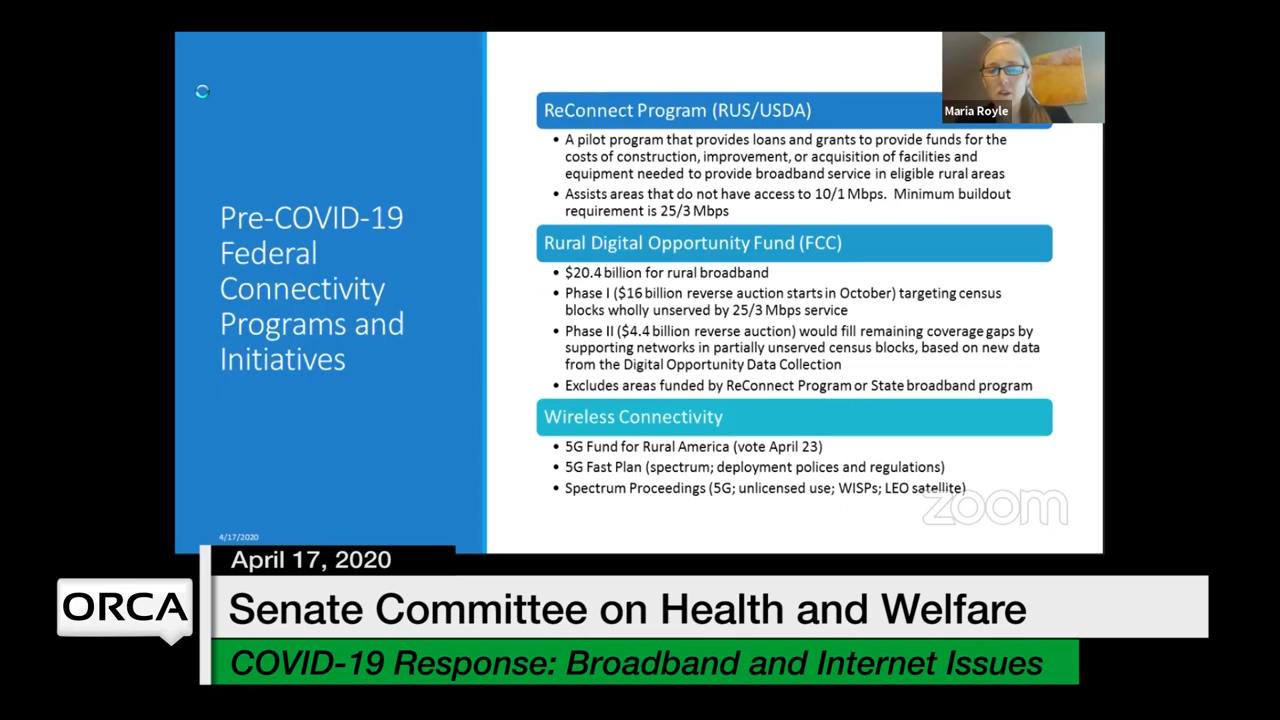 Pre-COVID-19
Federal
Connectivity
Programs and
Initiatives
4/17/2020
ReConnect Program (RUS/USDA)
• A pilot program that provides loans and grants to provide funds for the
costs of construction, improvement, or acquisition of facilities and
equipment needed to provide broadband service in eligible rural areas
• Assists areas that do not have access to 10/1 Mbps. Minimum buildout
requirement is 25/3 Mbps
Rural Digital Opportunity Fund (FCC)
• $20.4 billion for rural broadband
• Phase I ($16 billion reverse auction starts in October) targeting census
blocks wholly unserved by 25/3 Mbps service
• Phase II ($4.4 billion reverse auction) would fill remaining coverage gaps by
supporting networks in partially unserved census blocks, based on new data
from the Digital Opportunity Data Collection
• Excludes areas funded by ReConnect Program or State broadband program
Wireless Connectivity
• 5G Fund for Rural America (vote April 23)
• 5G Fast Plan (spectrum; deployment polices and regulations)
• Spectrum Proceedings (5G; unlicensed use; WISPs; LEO satellite)
Maria Royle
zoom
April 17, 2020
ORCA
Senate Committee on Health and Welfare
COVID-19 Response: Broadband and Internet Issues